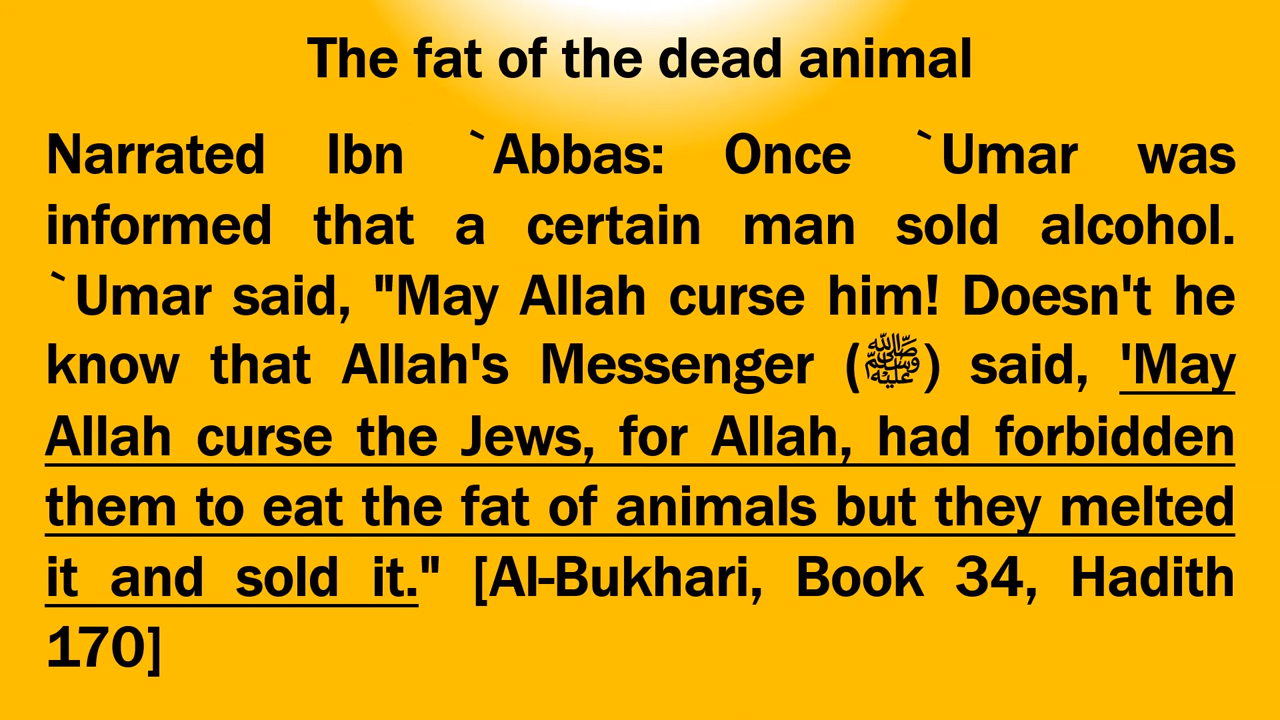 The fat of the dead animal
Narrated Ibn `Abbas: Once `Umar was
informed that a certain man sold alcohol.
`Umar said, "May Allah curse him! Doesn't he
know that Allah's Messenger (ﷺ) said, 'May
Allah curse the Jews, for Allah, had forbidden
them to eat the fat of animals but they melted
it and sold it." [Al-Bukhari, Book 34, Hadith
170]